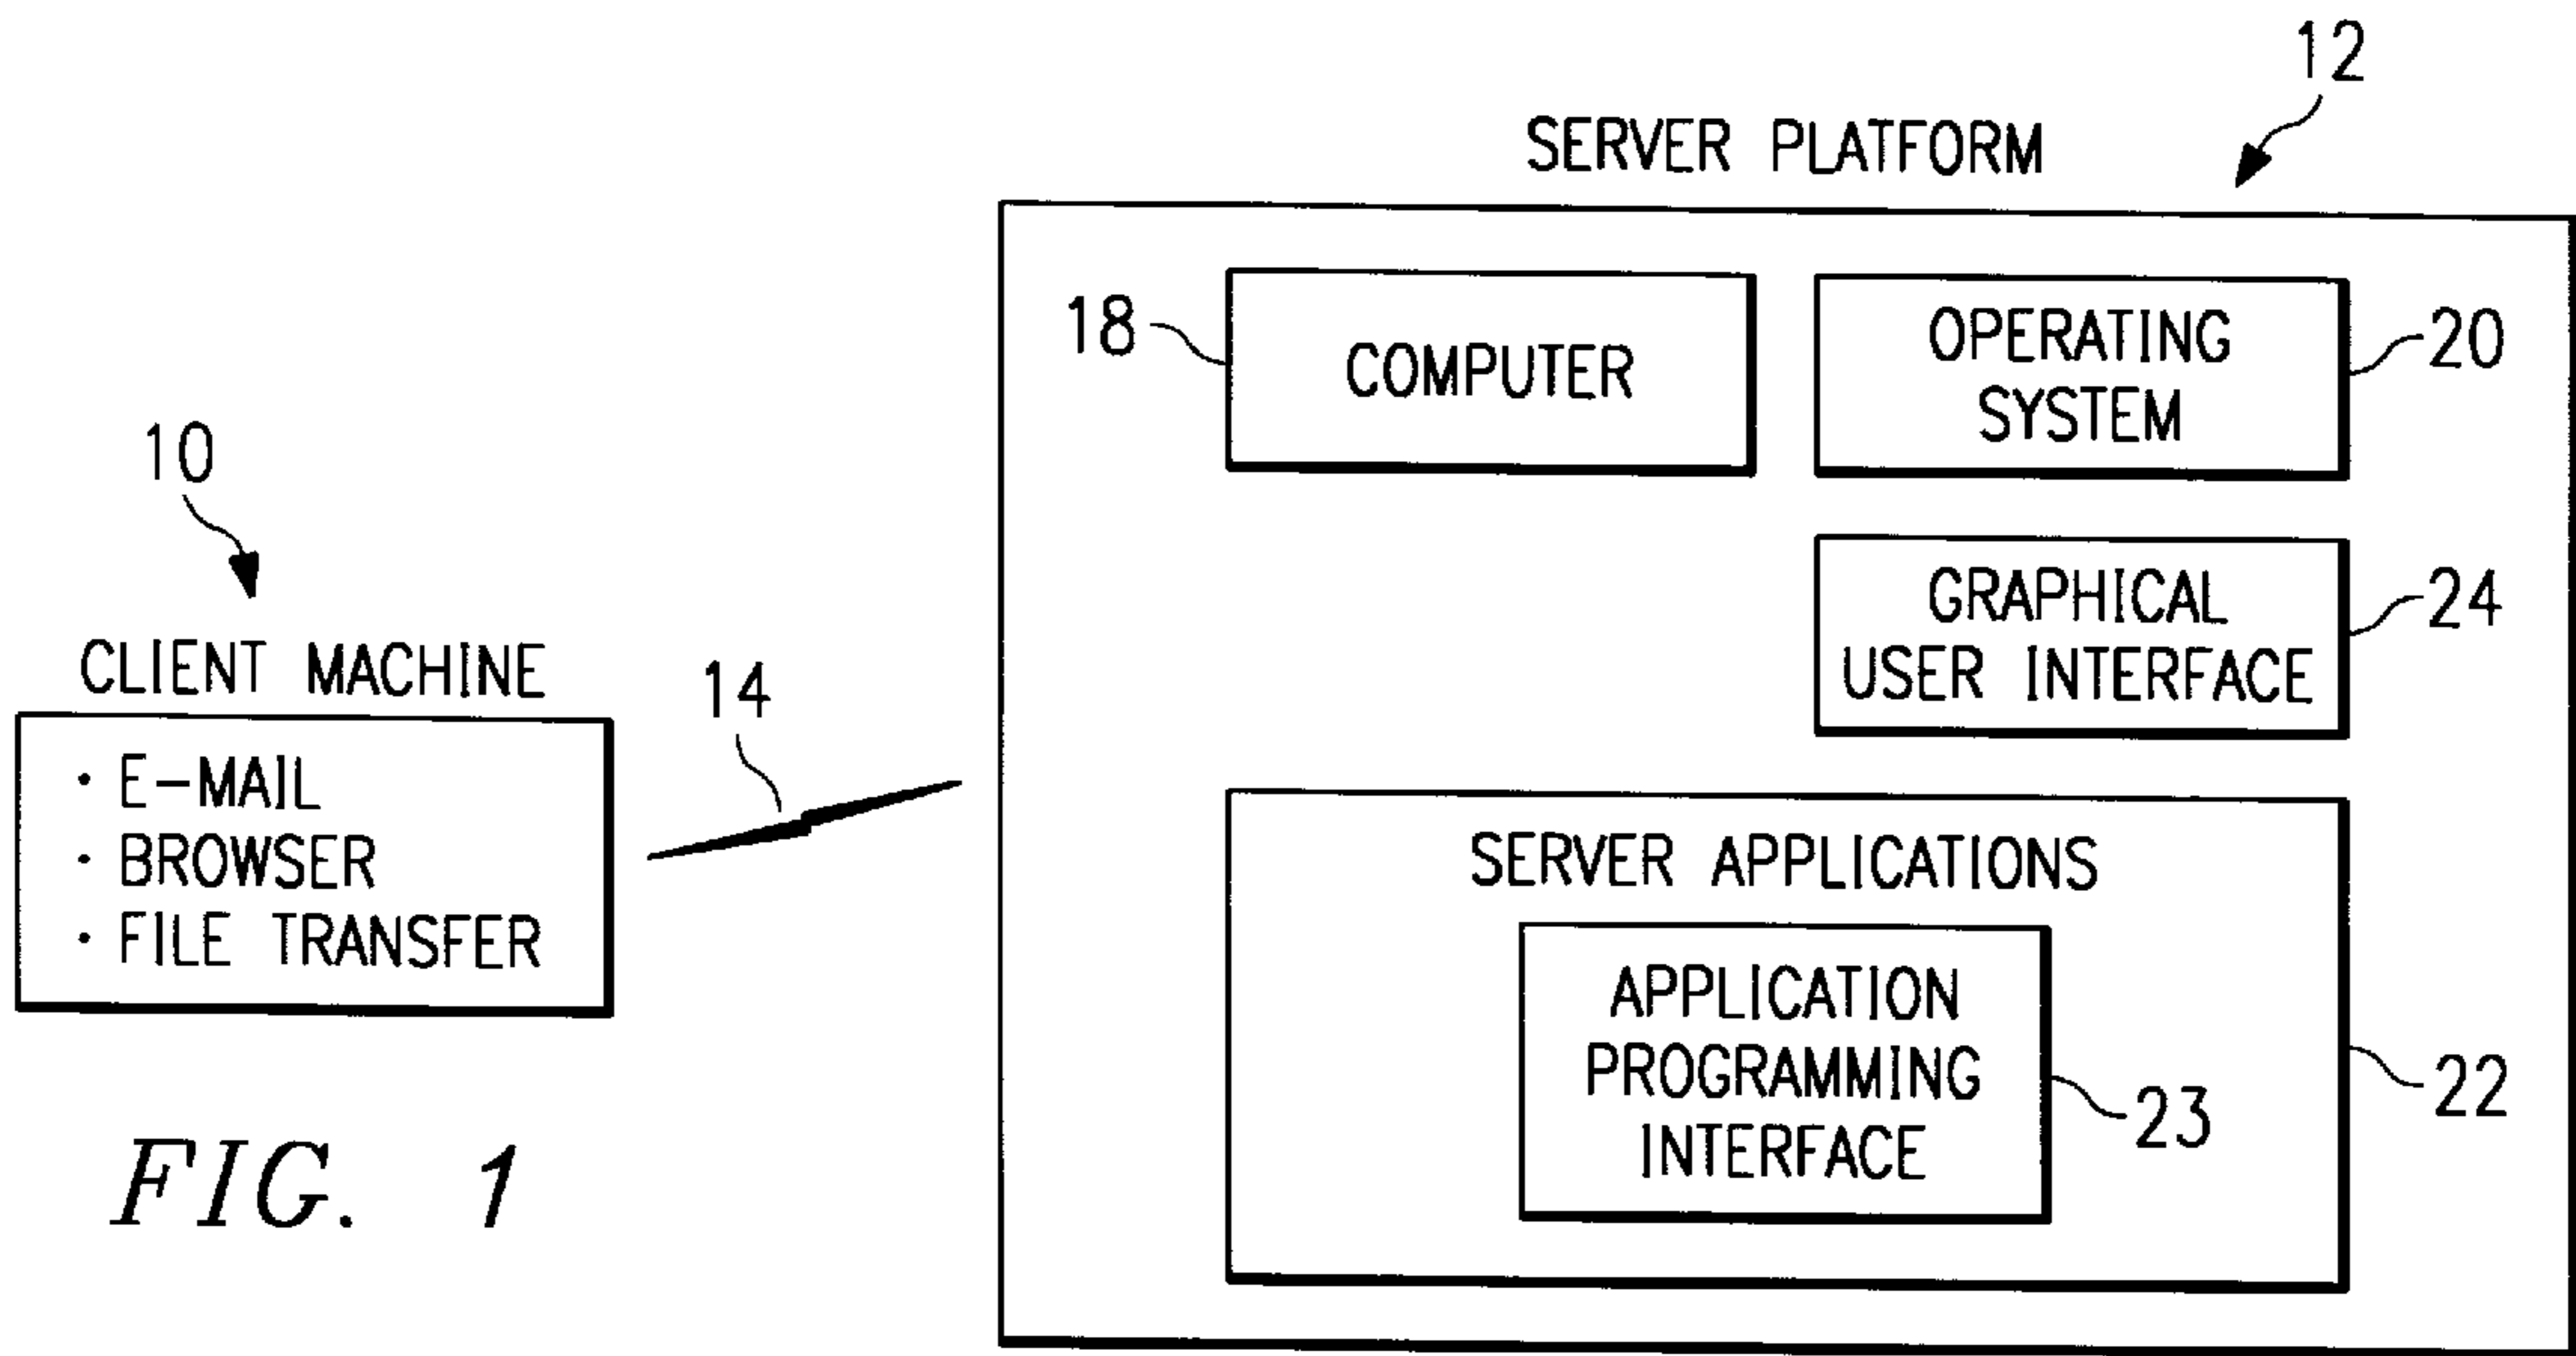 12
SERVER PLATFORM
18
COMPUTER
OPERATING
SYSTEM
20
GRAPHICAL
USER INTERFACE
24
10
CLIENT MACHINE
· E-MAIL
· BROWSER
· FILE TRANSFER
14
SERVER APPLICATIONS
APPLICATION
PROGRAMMING
INTERFACE
23
22
FIG. 1